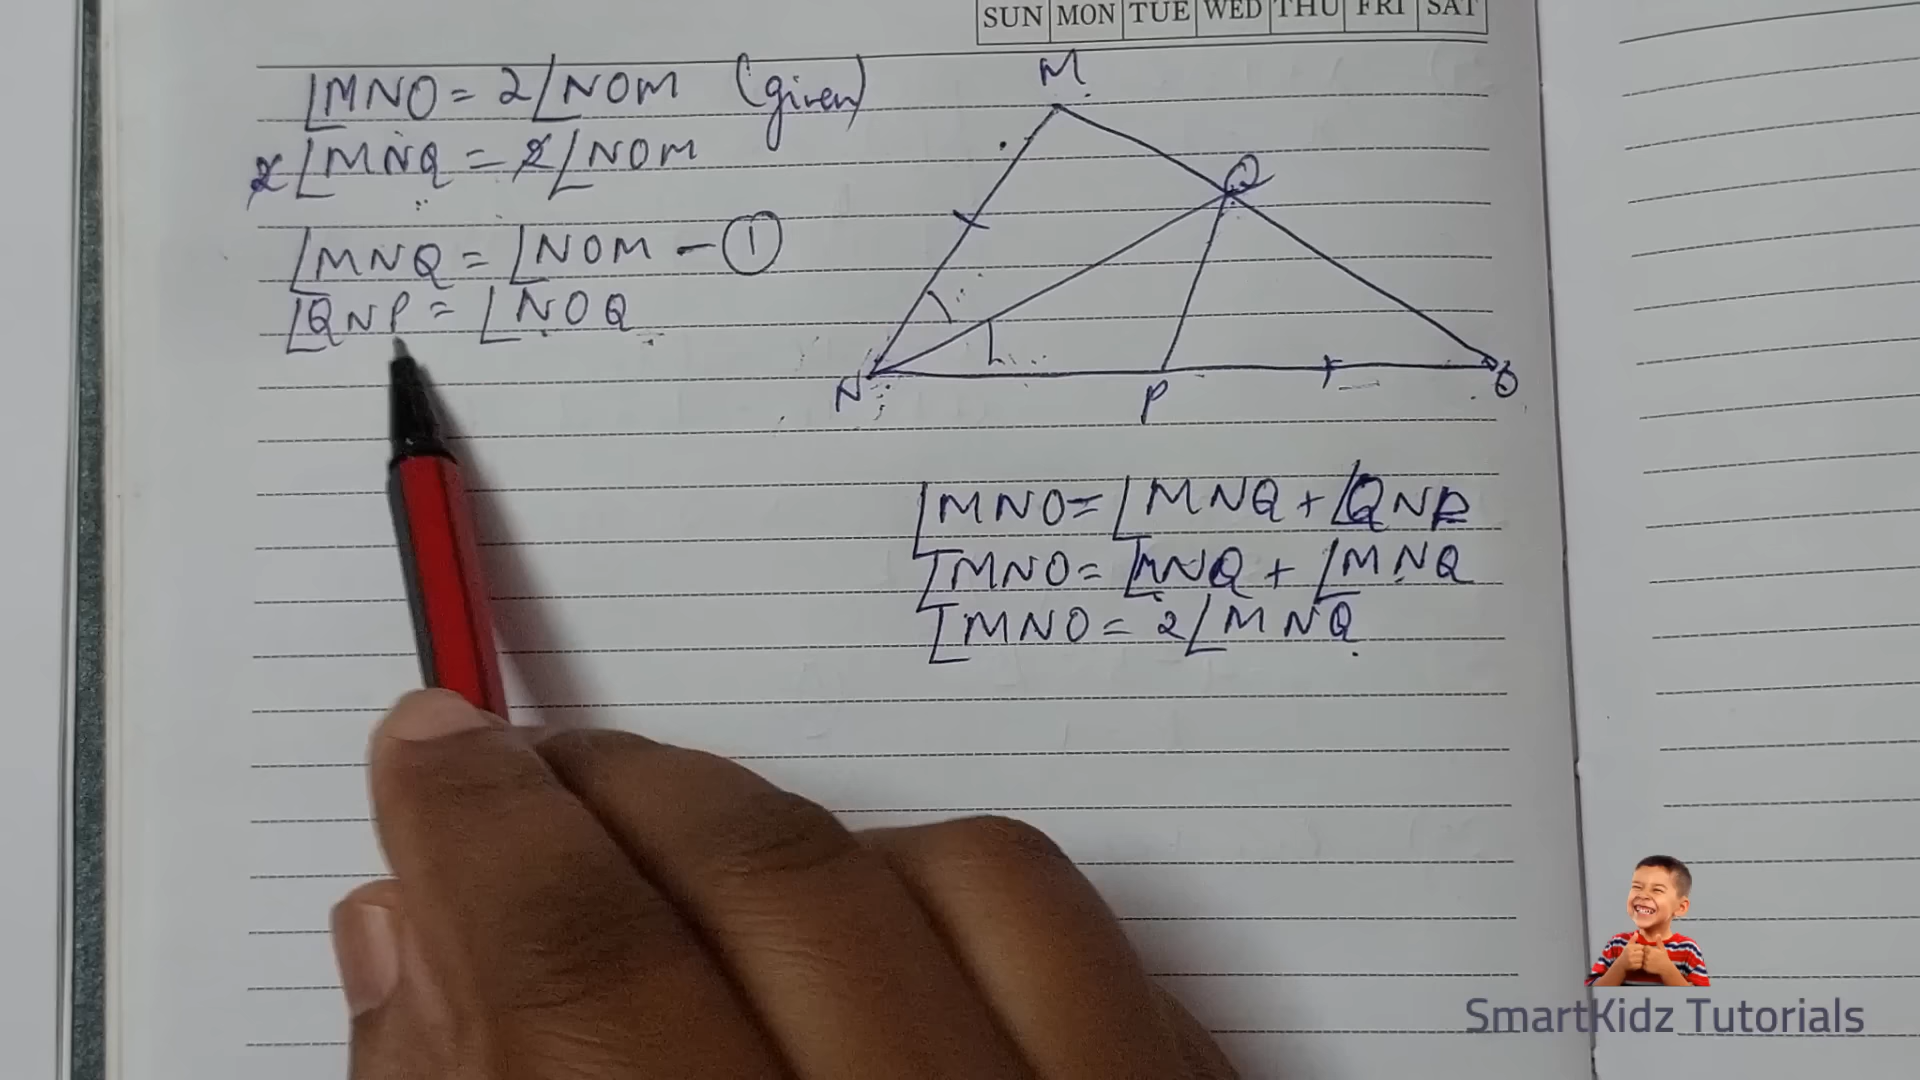 SUN MON TUE WED THU FRI SAT
∠MNO = 2∠NOM (given)
2∠MNQ = 2∠NOM
∠MNQ = ∠NOM - ①
∠QNP = ∠NOQ
M
Q
N
P
O
∠MNO = ∠MNQ + ∠QNP
∠MNO = ∠MNQ + ∠MNQ
∠MNO = 2∠MNQ
SmartKidz Tutorials